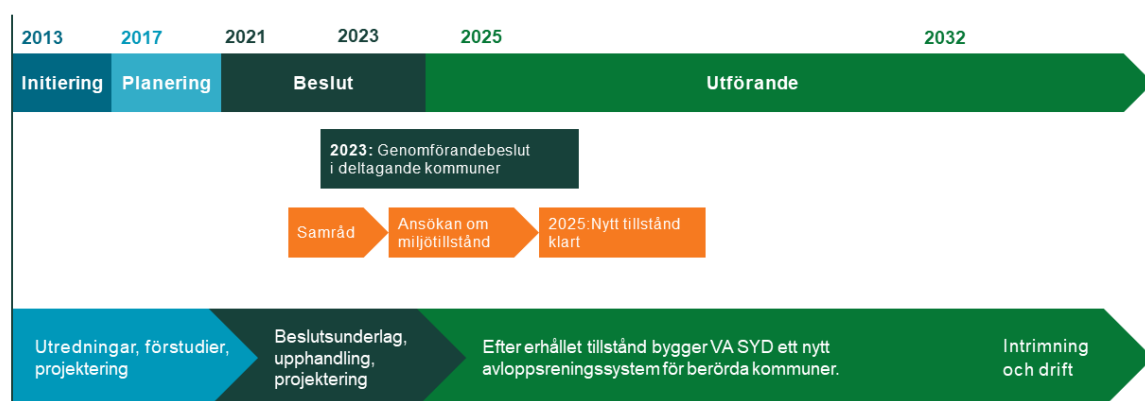 2013
2017
2021
2023
2025
2032
Initiering
Planering
Beslut
Utförande
2023: Genomförandebeslut
i deltagande kommuner
Samråd
Ansökan om
miljötillstånd
2025:Nytt tillstånd
klart
Utredningar, förstudier,
projektering
Beslutsunderlag,
upphandling,
projektering
Efter erhållet tillstånd bygger VA SYD ett nytt
avloppsreningssystem för berörda kommuner.
Intrimning
och drift